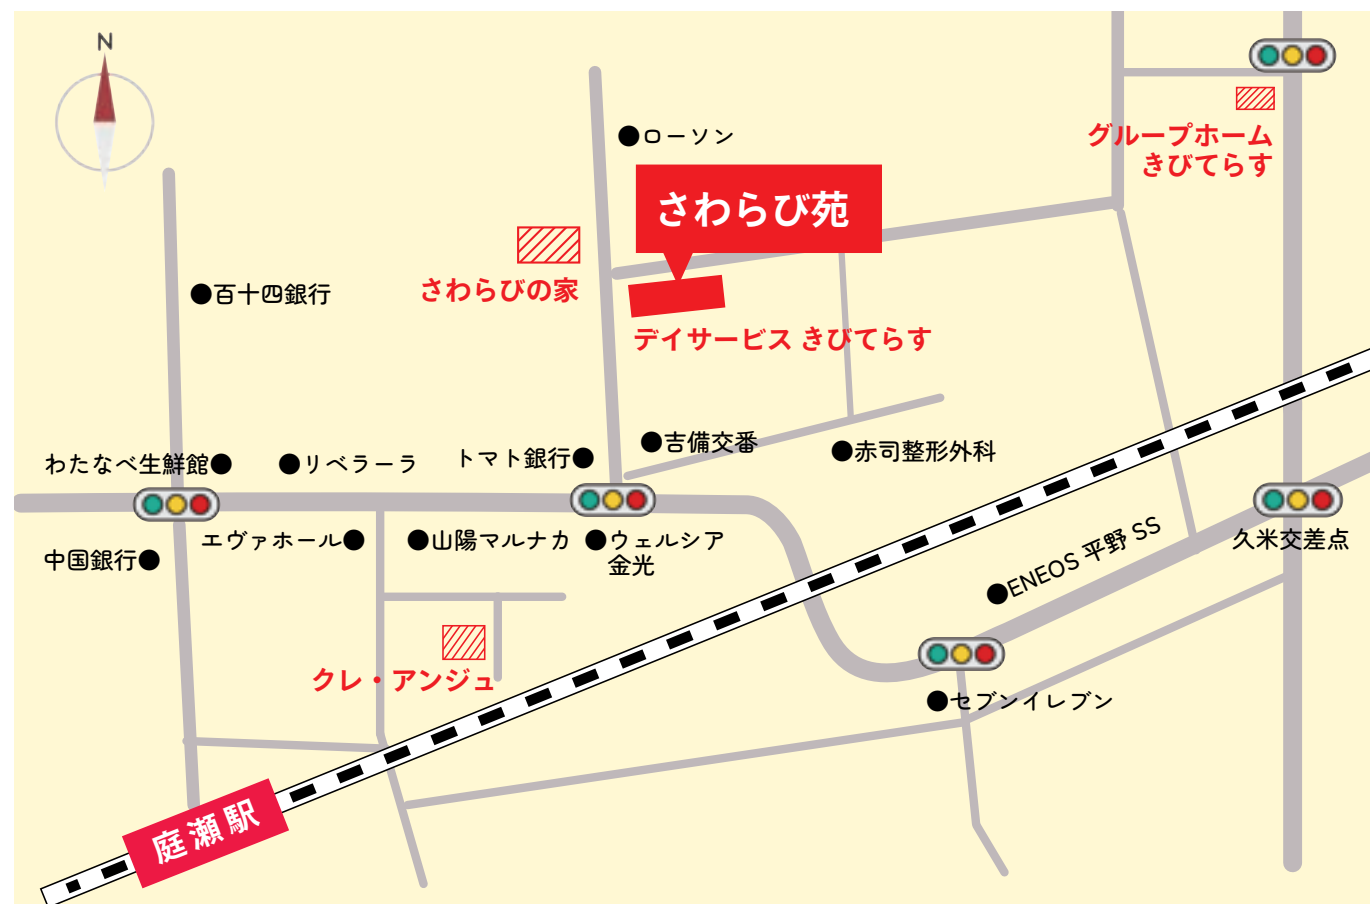 N
●ローソン
グループホーム
きびてらす
さわらび苑
さわらびの家
●百十四銀行
デイサービス きびてらす
●吉備交番
●赤司整形外科
わたなべ生鮮館●
●リベラーラ
トマト銀行●
エヴァホール●
●山陽マルナカ
●ウェルシア
金光
中国銀行●
久米交差点
●ENEOS 平野 SS
クレ・アンジュ
●セブンイレブン
庭瀬駅